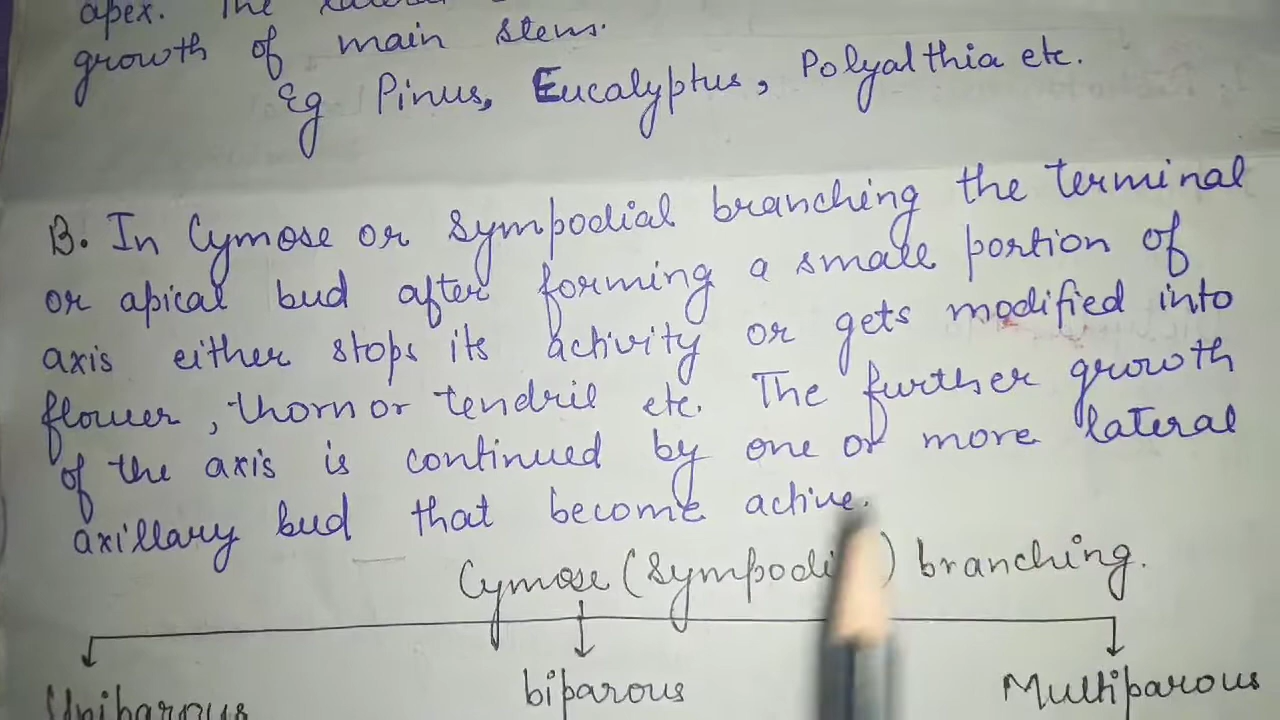 apex. The
growth of main stem.
Eg Pinus, Eucalyptus, Polyalthia etc.
B. In Cymose or Sympodial branching the terminal
or apical bud after forming a small portion of
axis either stops its activity or gets modified into
flower, thorn or tendril etc. The further growth
of the axis is continued by one or more lateral
axillary bud that become active.
Cymose (Sympodi ) branching.
Uniparous biparous Multiparous